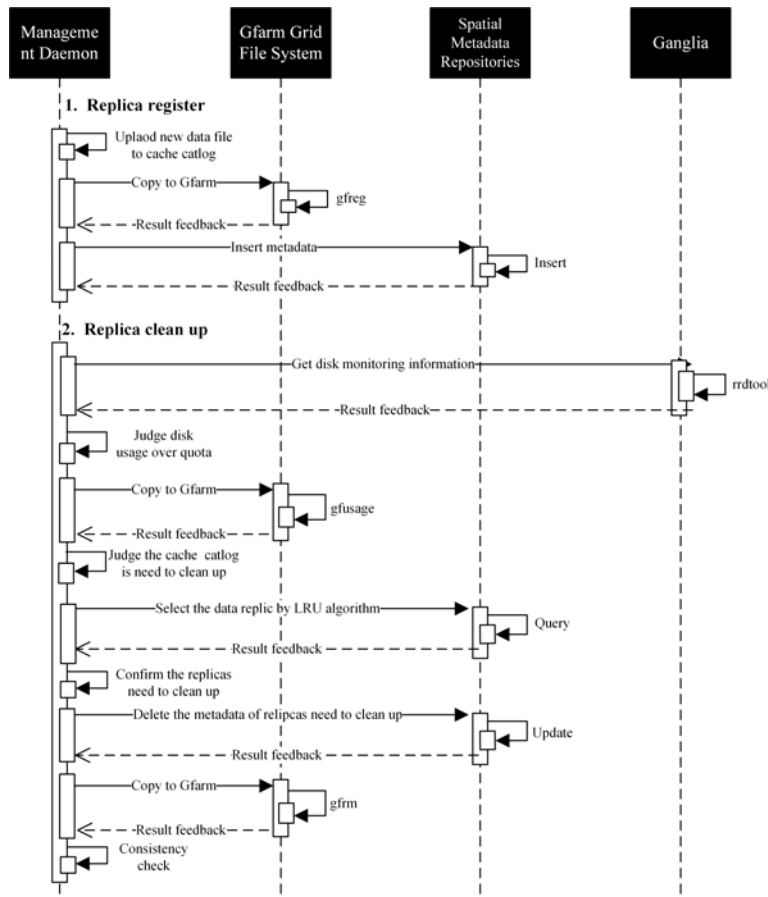 Manageme
nt Daemon
Gfarm Grid
File System
Spatial
Metadata
Repositories
Ganglia
1. Replica register
Uplaod new data file
to cache catlog
Copy to Gfarm
gfreg
Result feedback
Insert metadata
Insert
Result feedback
2. Replica clean up
Get disk monitoring information
rrdtool
Result feedback
Judge disk
usage over quota
Copy to Gfarm
gfusage
Result feedback
Judge the cache catlog
is need to clean up
Select the data replic by LRU algorithm
Query
Result feedback
Confirm the replicas
need to clean up
Delete the metadata of relipcas need to clean up
Update
Result feedback
Copy to Gfarm
gfrm
Result feedback
Consistency
check